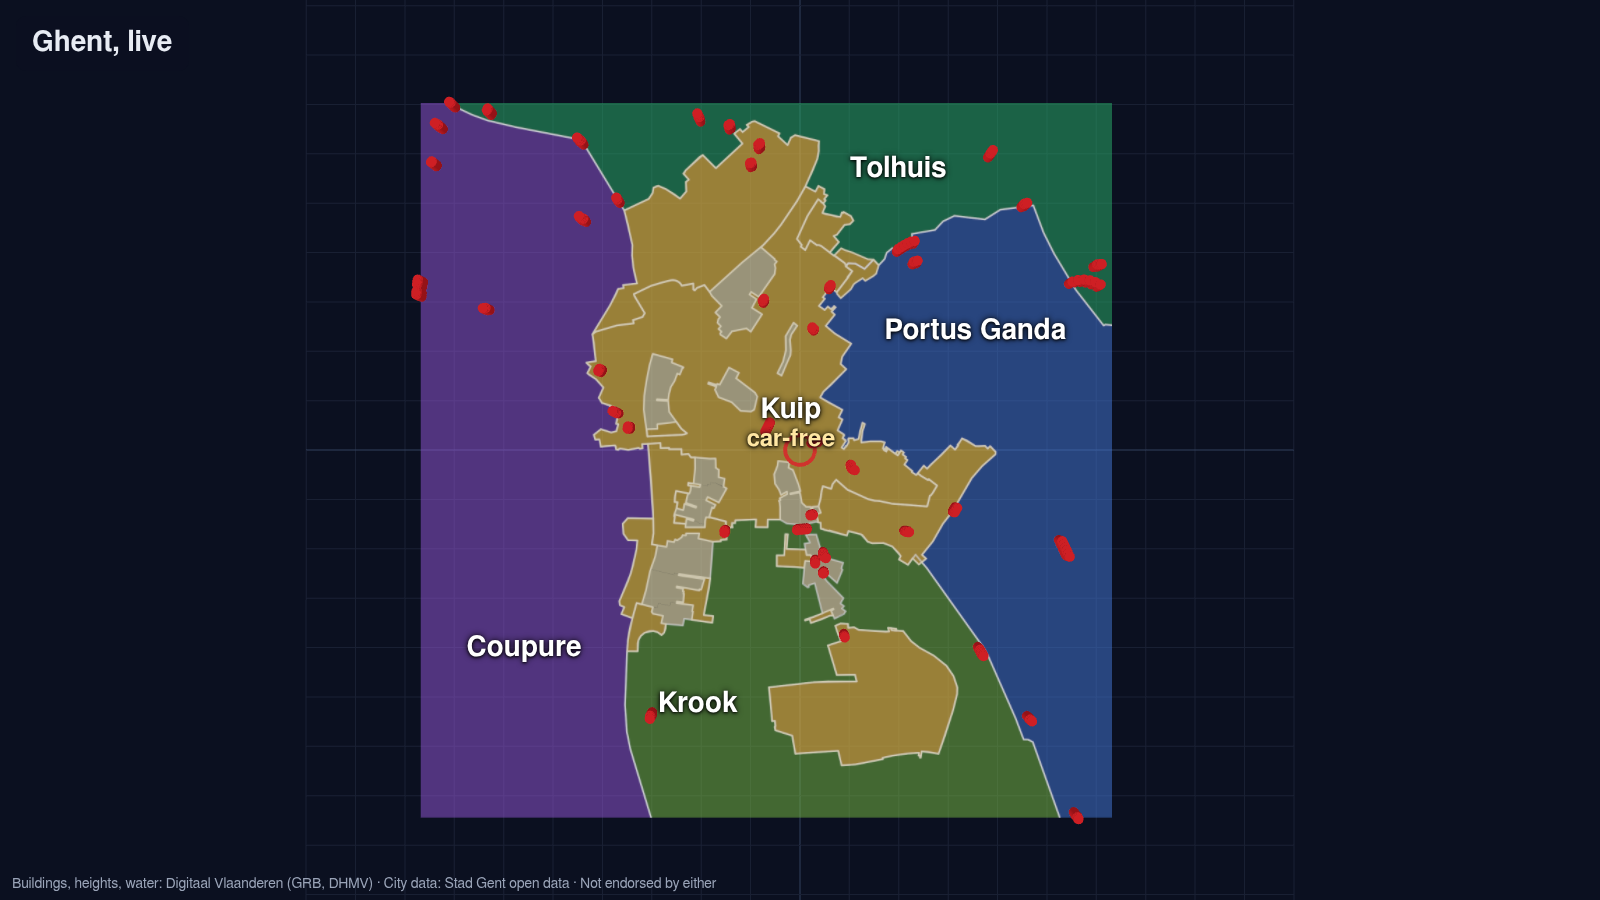 Ghent, live
Tolhuis
Portus Ganda
Kuip
car-free
Coupure
Krook
Buildings, heights, water: Digitaal Vlaanderen (GRB, DHMV) · City data: Stad Gent open data · Not endorsed by either